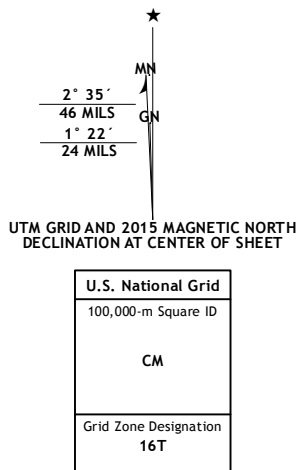 ★
MN
2° 35´
46 MILS
GN
1° 22´
24 MILS
UTM GRID AND 2015 MAGNETIC NORTH
DECLINATION AT CENTER OF SHEET
U.S. National Grid
100,000-m Square ID
CM
Grid Zone Designation
16T